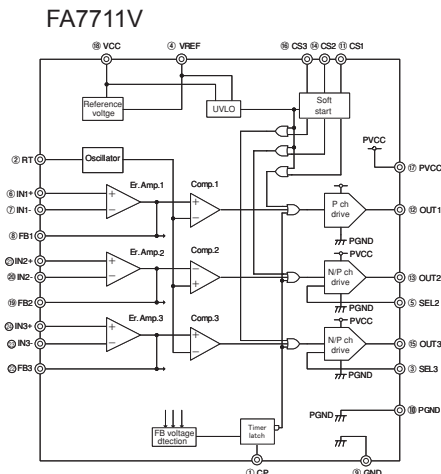 FA7711V
⑱ VCC ④ VREF ⑯ CS3 ⑭ CS2 ⑪ CS1
Reference
voltge
UVLO
Soft
start
PVCC
⑰ PVCC
② RT
Oscillator
⑥ IN1+
⑦ IN1-
⑧ FB1
Er.Amp.1
Comp.1
P ch
drive
PGND
⑫ OUT1
㉑ IN2+
⑳ IN2-
⑲ FB2
Er.Amp.2
Comp.2
PVCC
N/P ch
drive
PGND
⑬ OUT2
⑤ SEL2
IN3+
IN3-
FB3
Er.Amp.3
Comp.3
PVCC
N/P ch
drive
PGND
⑮ OUT3
③ SEL3
FB voltage
dtection
Timer
latch
PGND
⑩ PGND
① CP
⑨ GND